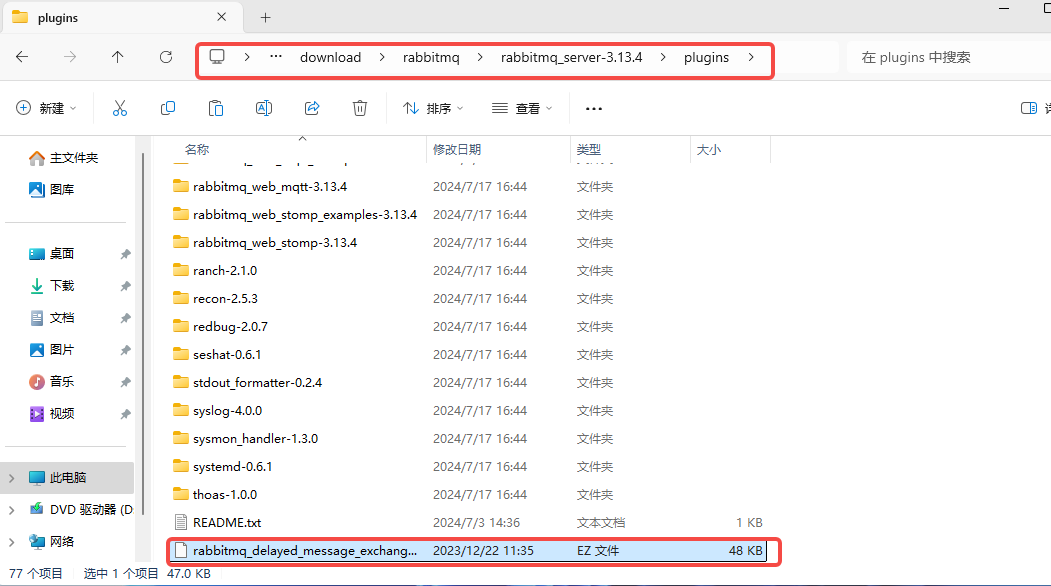 plugins
… download rabbitmq rabbitmq_server-3.13.4 plugins 在 plugins 中搜索
新建 排序 查看 …
名称 修改日期 类型 大小
主文件夹
图库
桌面
下载
文档
图片
音乐
视频
此电脑
DVD 驱动器 (D:
网络
rabbitmq_web_mqtt-3.13.4 2024/7/17 16:44 文件夹
rabbitmq_web_stomp_examples-3.13.4 2024/7/17 16:44 文件夹
rabbitmq_web_stomp-3.13.4 2024/7/17 16:44 文件夹
ranch-2.1.0 2024/7/17 16:44 文件夹
recon-2.5.3 2024/7/17 16:44 文件夹
redbug-2.0.7 2024/7/17 16:44 文件夹
seshat-0.6.1 2024/7/17 16:44 文件夹
stdout_formatter-0.2.4 2024/7/17 16:44 文件夹
syslog-4.0.0 2024/7/17 16:44 文件夹
sysmon_handler-1.3.0 2024/7/17 16:44 文件夹
systemd-0.6.1 2024/7/17 16:44 文件夹
thoas-1.0.0 2024/7/17 16:44 文件夹
README.txt 2024/7/3 14:36 文本文档 1 KB
rabbitmq_delayed_message_exchang... 2023/12/22 11:35 EZ 文件 48 KB
77 个项目 选中 1 个项目 47.0 KB